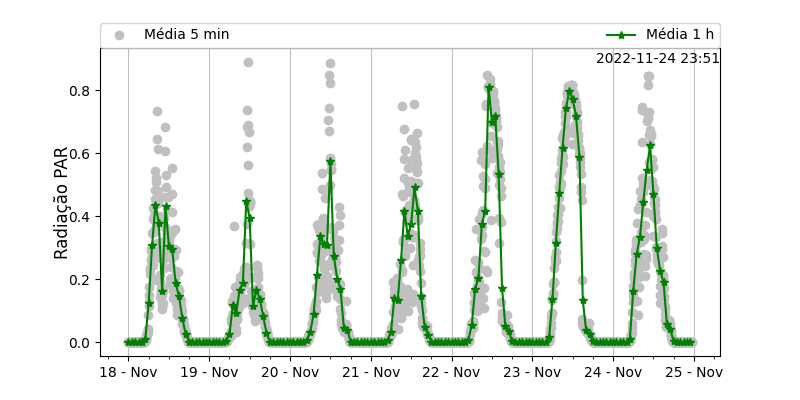 Média 5 min
Média 1 h
2022-11-24 23:51
Radiação PAR
0.8
0.6
0.4
0.2
0.0
18 - Nov
19 - Nov
20 - Nov
21 - Nov
22 - Nov
23 - Nov
24 - Nov
25 - Nov